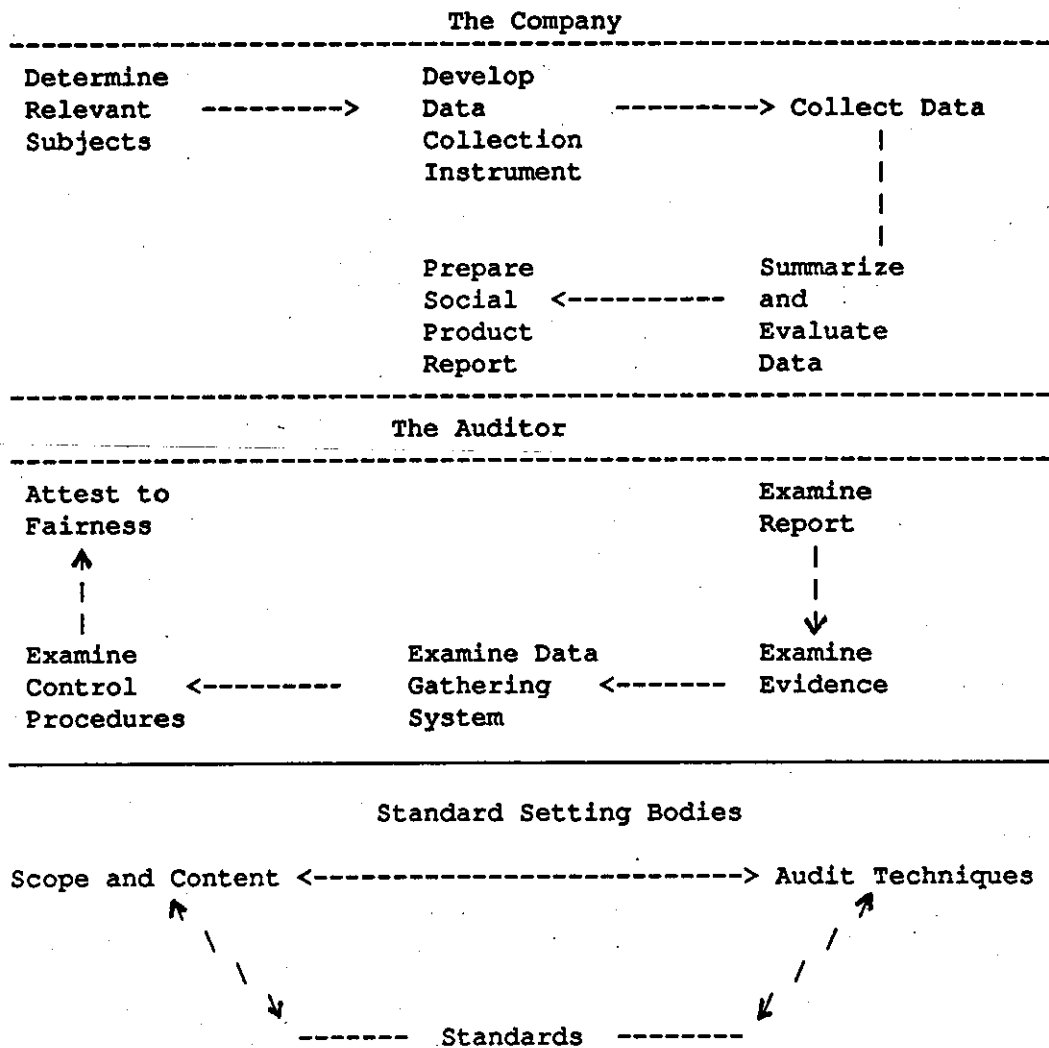 The Company
Determine Develop
Relevant ---------> Data ---------> Collect Data
Subjects Collection
Instrument
Prepare Summarize
Social <---------- and
Product Evaluate
Report Data
The Auditor
Attest to Examine
Fairness Report
Examine Examine Data Examine
Control <-------- Gathering <------- Evidence
Procedures System
Standard Setting Bodies
Scope and Content <---------------------------> Audit Techniques
------- Standards --------